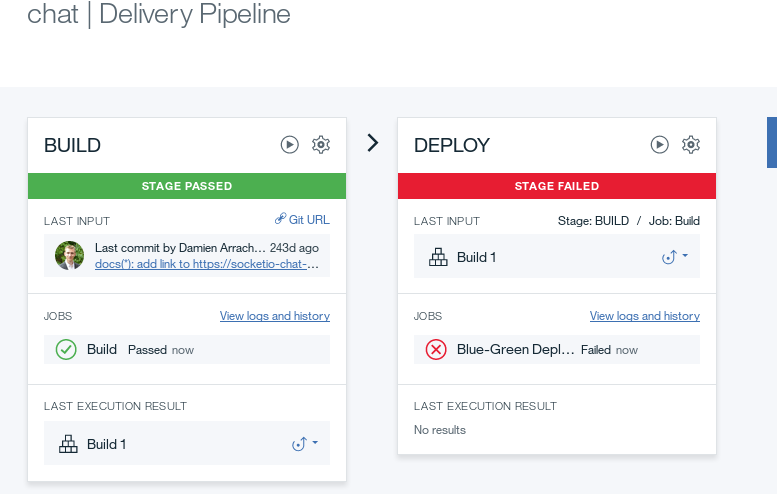 chat | Delivery Pipeline
BUILD
STAGE PASSED
LAST INPUT
Git URL
Last commit by Damien Arrach... 243d ago
docs(*): add link to https://socketio-chat-...
JOBS
View logs and history
Build Passed now
LAST EXECUTION RESULT
Build 1
DEPLOY
STAGE FAILED
LAST INPUT
Stage: BUILD / Job: Build
Build 1
JOBS
View logs and history
Blue-Green Depl... Failed now
LAST EXECUTION RESULT
No results